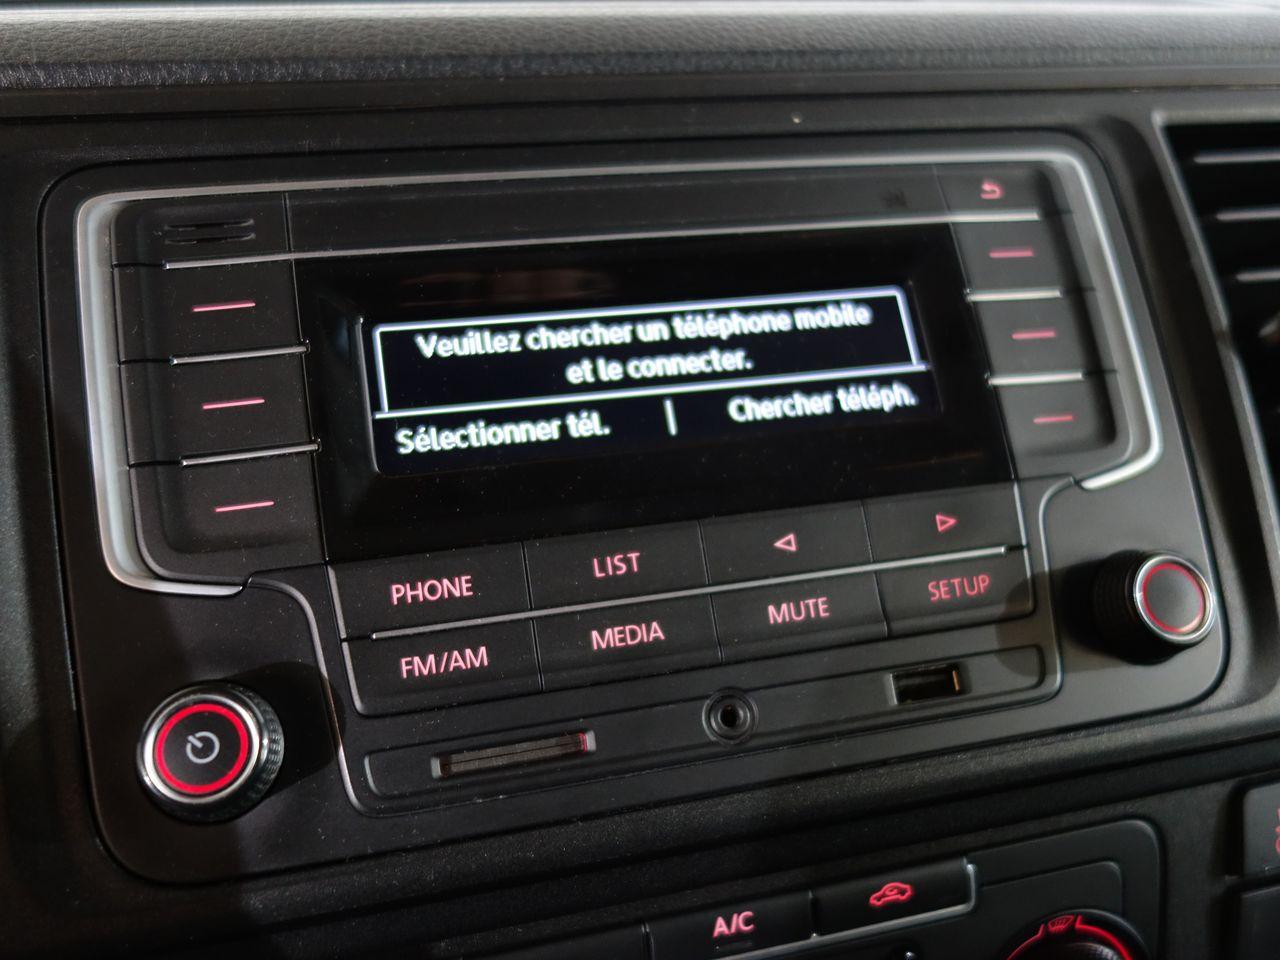 Veuillez chercher un téléphone mobile
et le connecter.
Sélectionner tél. | Chercher téléph.
PHONE LIST
FM/AM MEDIA MUTE SETUP
A/C